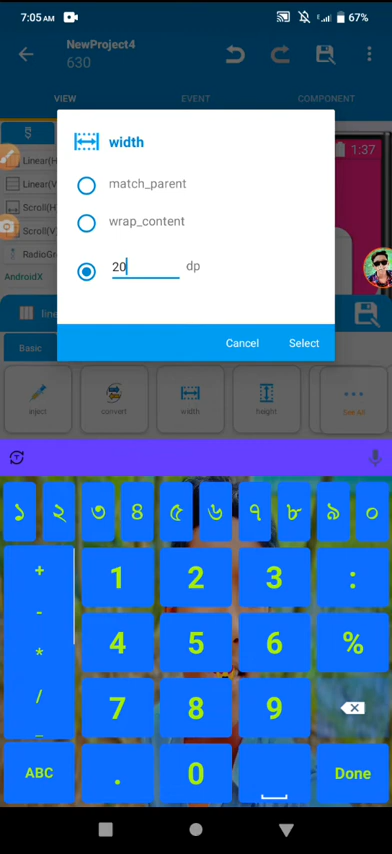 7:05 AM
67%
NewProject4
630
VIEW EVENT COMPONENT
width
match_parent
wrap_content
20 dp
Cancel Select
Linear(H
Linear(V
Scroll(H
Scroll(V)
RadioGr
AndroidX
1:37
line
Basic
inject convert width height See All
১ ২ ৩ ৪ ৫ ৬ ৭ ৮ ৯ ০
+ 1 2 3 :
-
* 4 5 6 %
/ 7 8 9
_
ABC . 0 Done